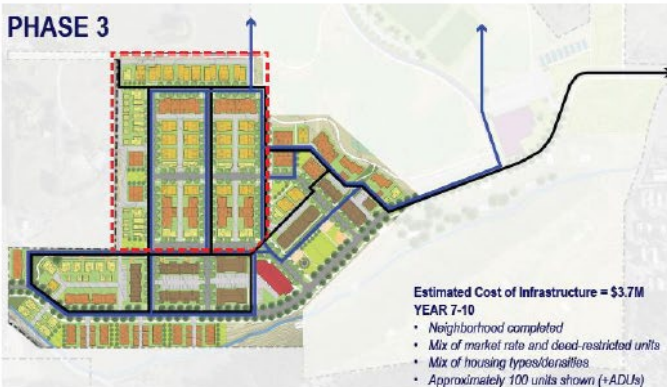 PHASE 3
Estimated Cost of Infrastructure = $3.7M
YEAR 7-10
• Neighborhood completed
• Mix of market rate and deed-restricted units
• Mix of housing types/densities
• Approximately 100 units shown (+ADUs)